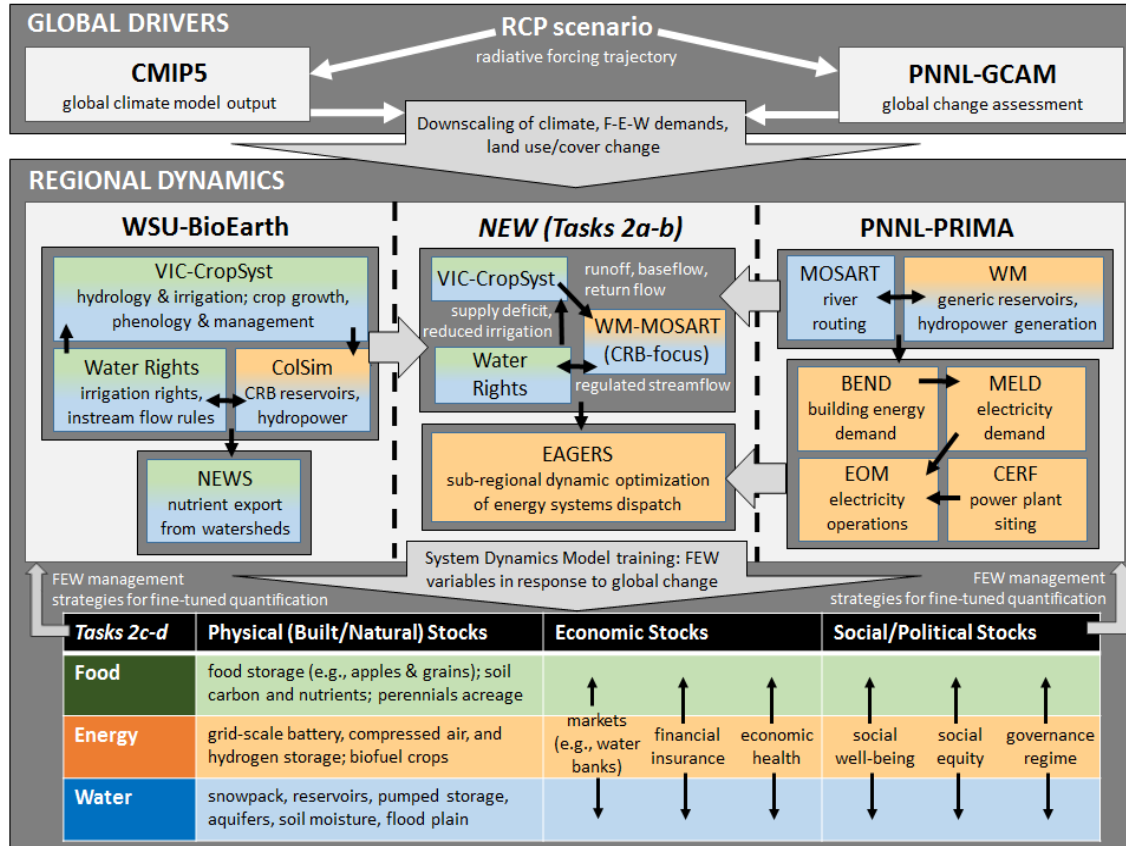 GLOBAL DRIVERS
RCP scenario
radiative forcing trajectory
CMIP5
global climate model output
PNNL-GCAM
global change assessment
Downscaling of climate, F-E-W demands,
land use/cover change
REGIONAL DYNAMICS
WSU-BioEarth
VIC-CropSyst
hydrology & irrigation; crop growth,
phenology & management
Water Rights
irrigation rights,
instream flow rules
ColSim
CRB reservoirs,
hydropower
NEWS
nutrient export
from watersheds
NEW (Tasks 2a-b)
VIC-CropSyst
runoff, baseflow,
return flow
supply deficit,
reduced irrigation
WM-MOSART
(CRB-focus)
Water
Rights
regulated streamflow
EAGERS
sub-regional dynamic optimization
of energy systems dispatch
PNNL-PRIMA
MOSART
river
routing
WM
generic reservoirs,
hydropower generation
BEND
building energy
demand
MELD
electricity
demand
EOM
electricity
operations
CERF
power plant
siting
System Dynamics Model training: FEW
variables in response to global change
FEW management
strategies for fine-tuned quantification
FEW management
strategies for fine-tuned quantification
Tasks 2c-d
Physical (Built/Natural) Stocks
Economic Stocks
Social/Political Stocks
Food
food storage (e.g., apples & grains); soil
carbon and nutrients; perennials acreage
Energy
grid-scale battery, compressed air, and
hydrogen storage; biofuel crops
markets
(e.g., water
banks)
financial
insurance
economic
health
social
well-being
social
equity
governance
regime
Water
snowpack, reservoirs, pumped storage,
aquifers, soil moisture, flood plain